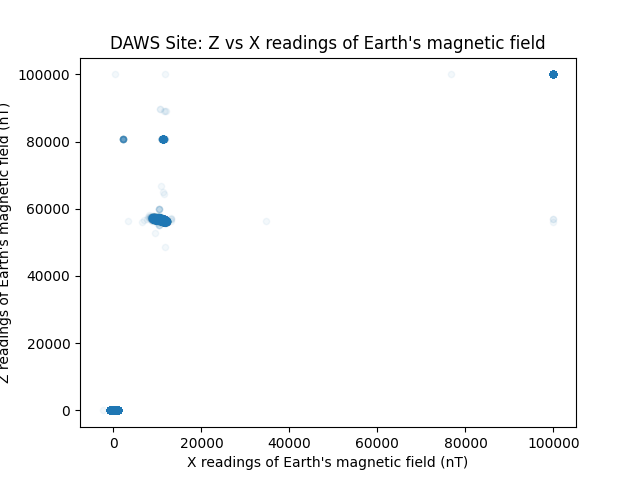 DAWS Site: Z vs X readings of Earth's magnetic field
Z readings of Earth's magnetic field (nT)
100000
80000
60000
40000
20000
0
0 20000 40000 60000 80000 100000
X readings of Earth's magnetic field (nT)